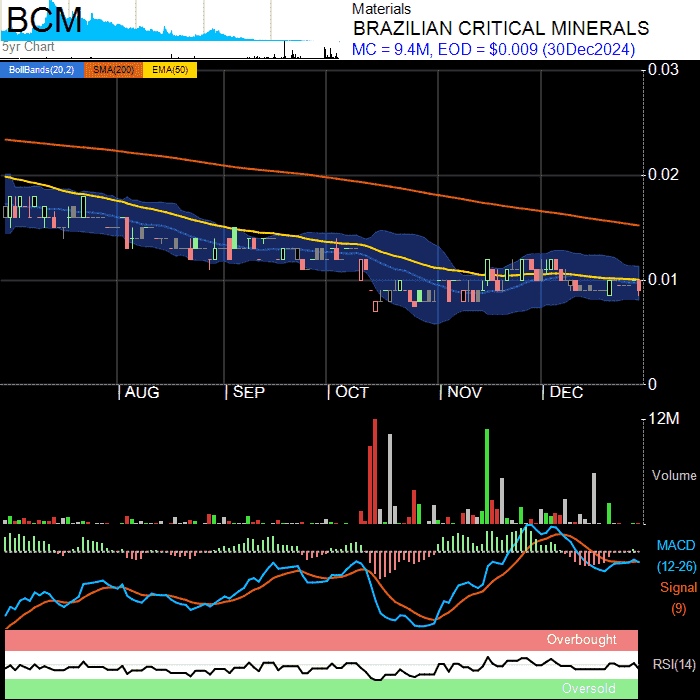 BCM
5yr Chart
Materials
BRAZILIAN CRITICAL MINERALS
MC = 9.4M, EOD = $0.009 (30Dec2024)
BollBands(20,2) SMA(200) EMA(50)
0.03
0.02
0.01
0
AUG SEP OCT NOV DEC
12M
Volume
MACD
(12-26)
Signal
(9)
Overbought
RSI(14)
Oversold